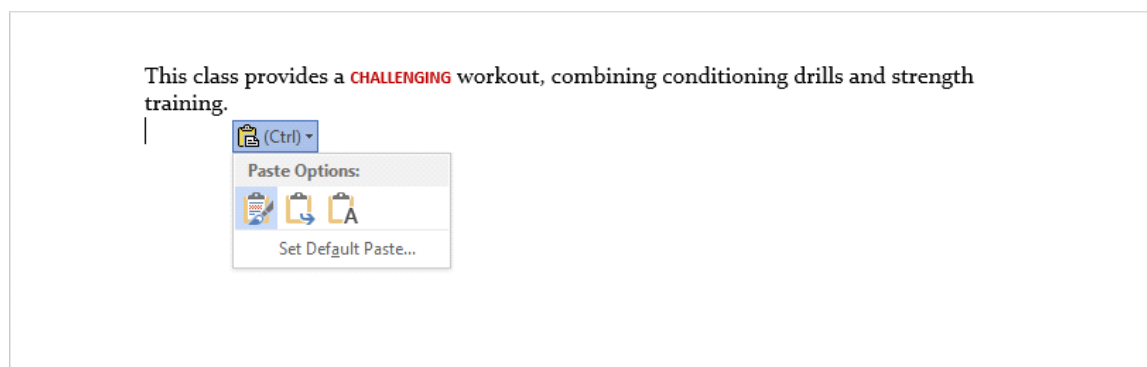 This class provides a CHALLENGING workout, combining conditioning drills and strength
training.
(Ctrl)
Paste Options:
A
Set Default Paste...